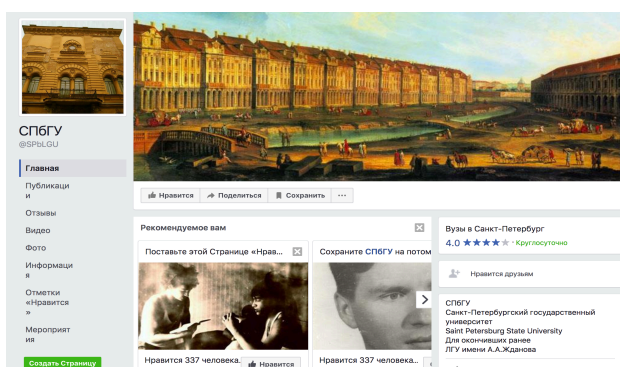 СПбГУ
@SPbLGU
Главная
Публикаци
и
Отзывы
Видео
Фото
Информаци
я
Отметки
«Нравится
»
Мероприят
ия
Создать Страницу
Нравится Поделиться Сохранить ···
Рекомендуемое вам
Поставьте этой Странице «Нрав...
Нравится 337 человека. Нравится
Сохраните СПбГУ на потом
Нравится 337 человека...
Вузы в Санкт-Петербург
4.0 ★★★★★ · Круглосуточно
Нравится друзьям
СПбГУ
Санкт-Петербургский государственный
университет
Saint Petersburg State University
Для окончивших ранее
ЛГУ имени А.А.Жданова